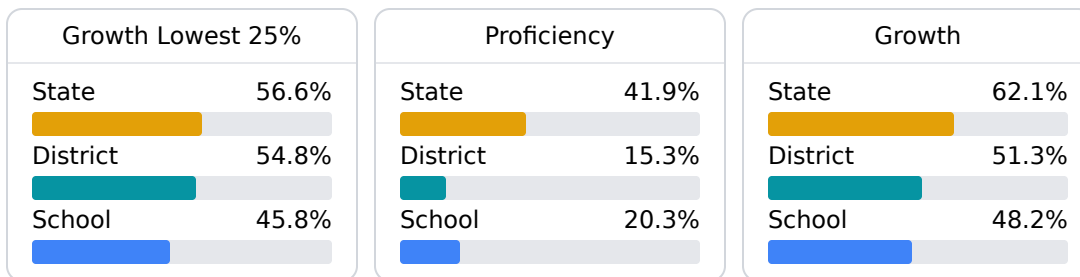 Growth Lowest 25%
State 56.6%
District 54.8%
School 45.8%
Proficiency
State 41.9%
District 15.3%
School 20.3%
Growth
State 62.1%
District 51.3%
School 48.2%